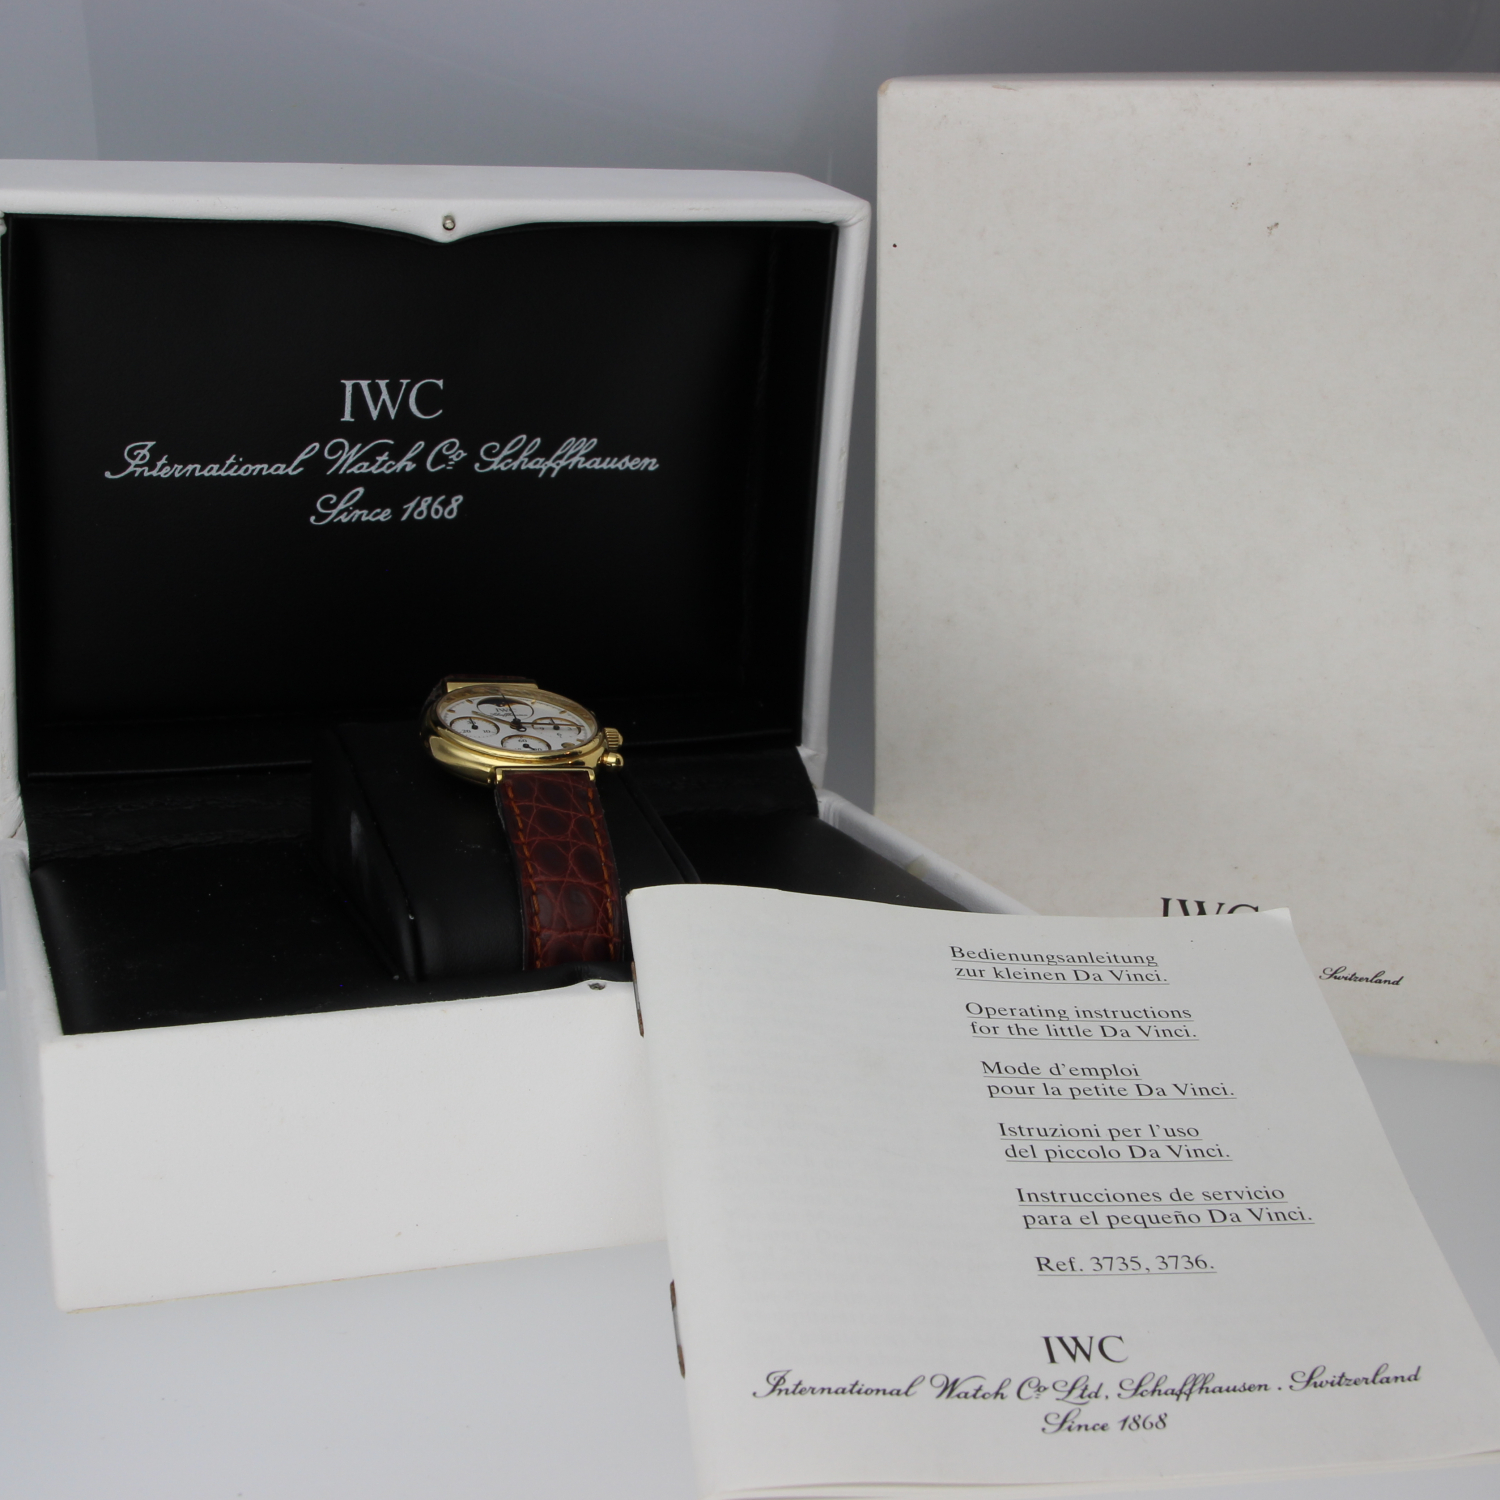 IWC
International Watch Co Schaffhausen
Since 1868
IWC
Switzerland
Bedienungsanleitung
zur kleinen Da Vinci.
Operating instructions
for the little Da Vinci.
Mode d'emploi
pour la petite Da Vinci.
Istruzioni per l'uso
del piccolo Da Vinci.
Instrucciones de servicio
para el pequeño Da Vinci.
Ref. 3735, 3736.
IWC
International Watch Co Ltd, Schaffhausen . Switzerland
Since 1868